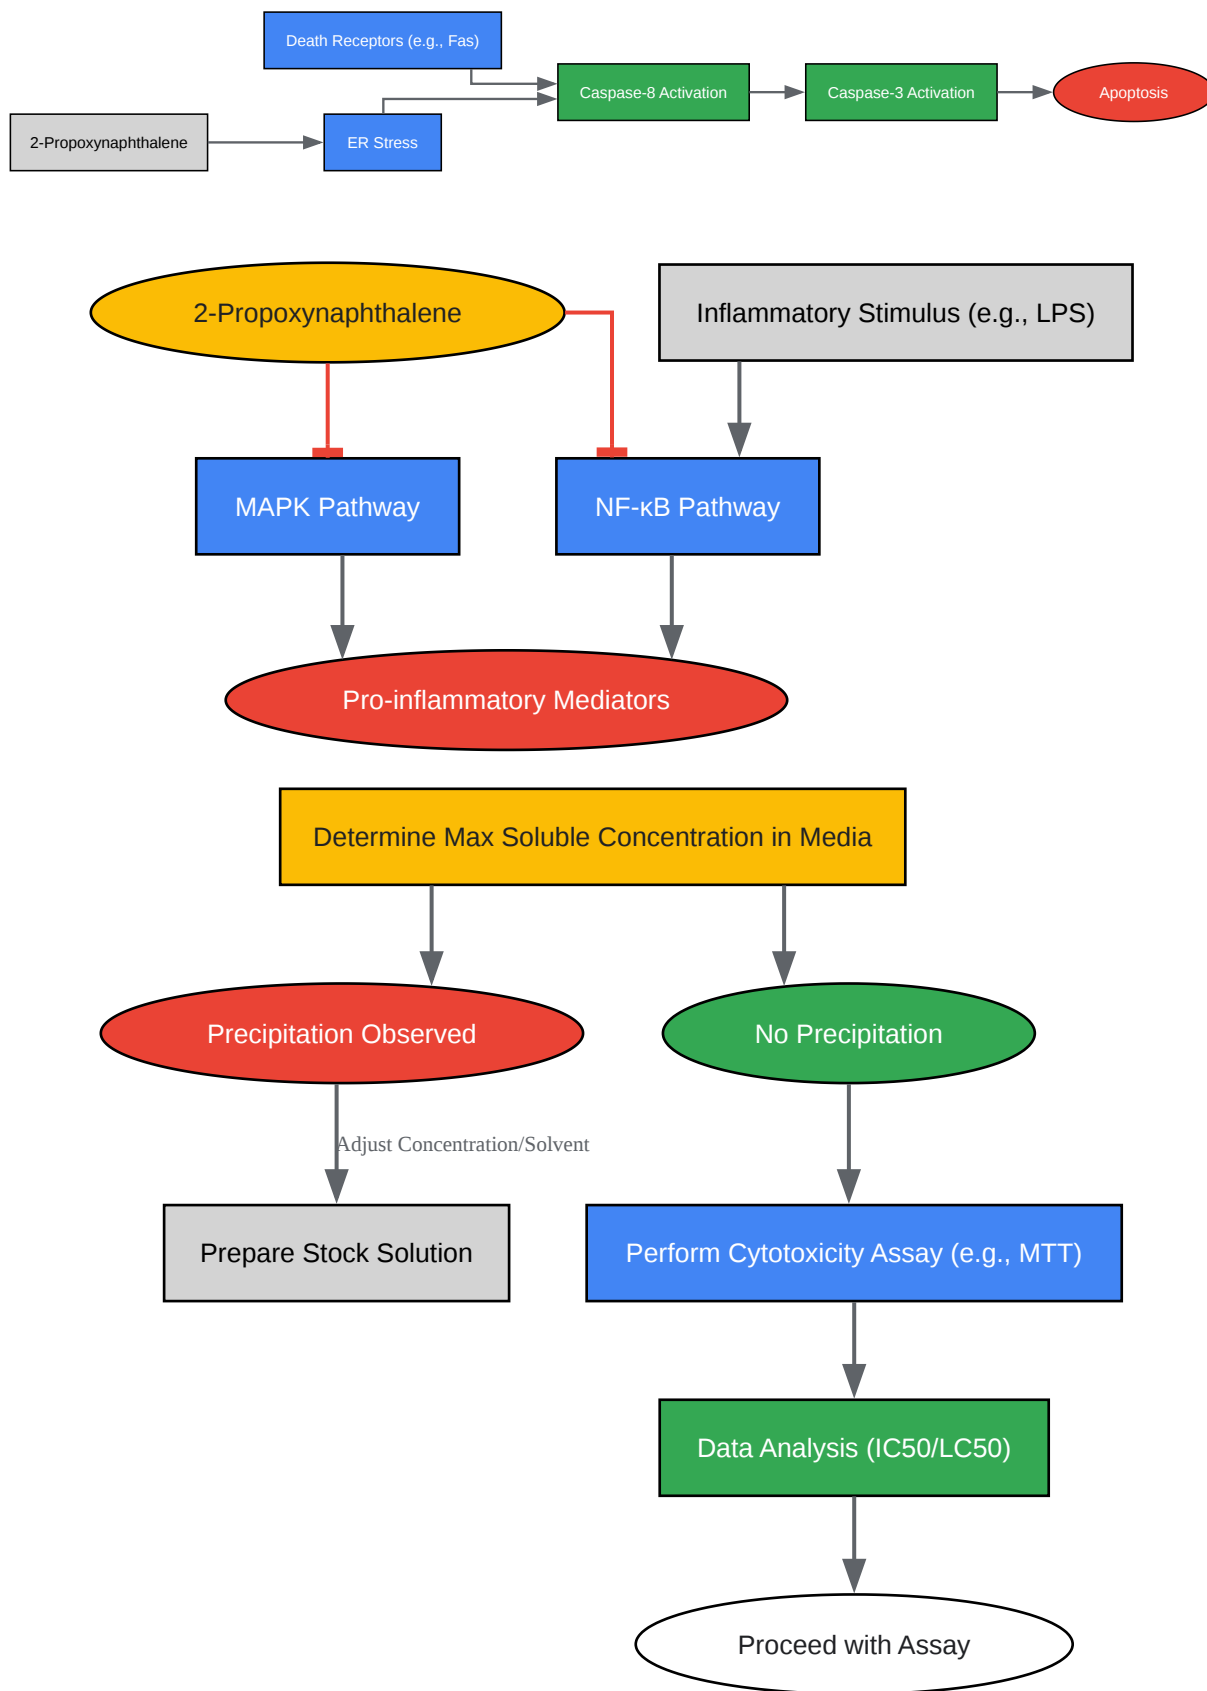 Death Receptors (e.g., Fas)
Caspase-8 Activation
Caspase-3 Activation
Apoptosis
2-Propoxynaphthalene
ER Stress
2-Propoxynaphthalene
Inflammatory Stimulus (e.g., LPS)
MAPK Pathway
NF-κB Pathway
Pro-inflammatory Mediators
Determine Max Soluble Concentration in Media
Precipitation Observed
No Precipitation
Adjust Concentration/Solvent
Prepare Stock Solution
Perform Cytotoxicity Assay (e.g., MTT)
Data Analysis (IC50/LC50)
Proceed with Assay